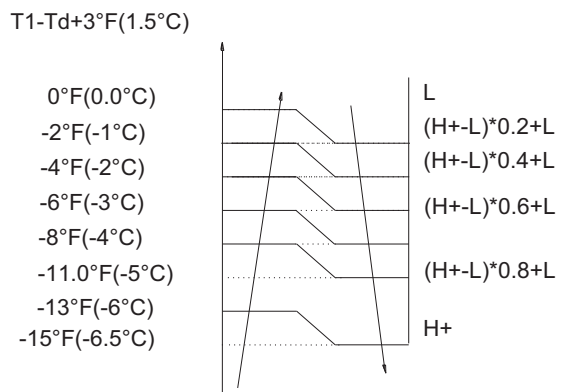 T1-Td+3°F(1.5°C)
0°F(0.0°C)
L
-2°F(-1°C)
(H+-L)*0.2+L
-4°F(-2°C)
(H+-L)*0.4+L
-6°F(-3°C)
(H+-L)*0.6+L
-8°F(-4°C)
-11.0°F(-5°C)
(H+-L)*0.8+L
-13°F(-6°C)
H+
-15°F(-6.5°C)